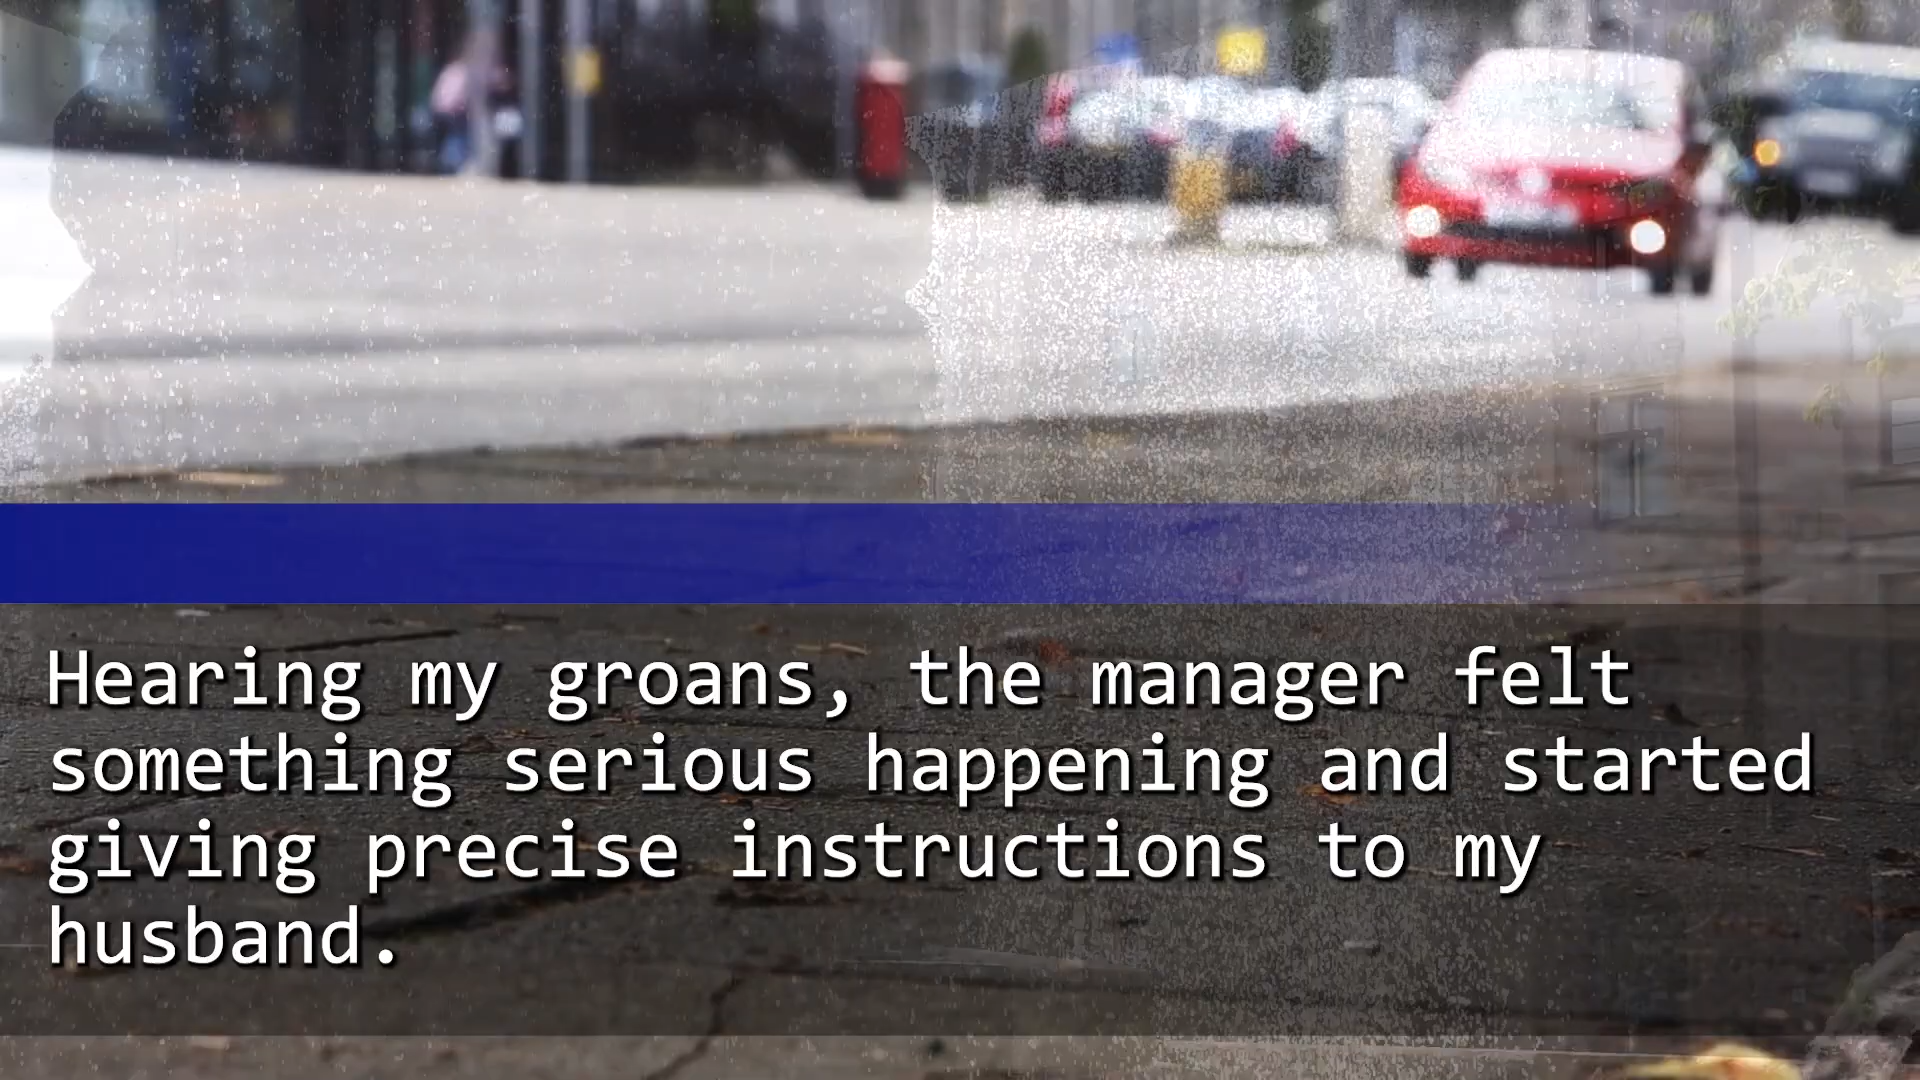 Hearing my groans, the manager felt
something serious happening and started
giving precise instructions to my
husband.